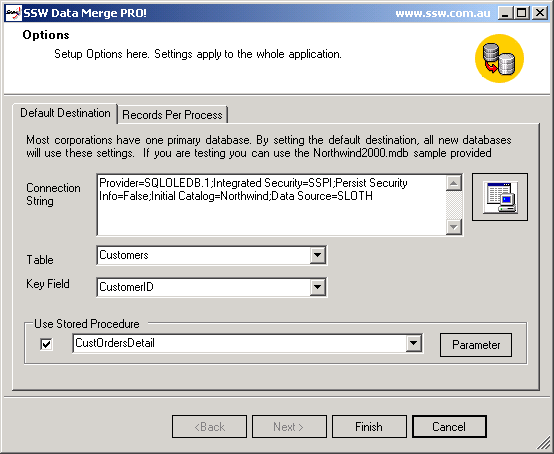 SSW Data Merge PRO! www.ssw.com.au
Options
Setup Options here. Settings apply to the whole application.
Default Destination Records Per Process
Most corporations have one primary database. By setting the default destination, all new databases
will use these settings. If you are testing you can use the Northwind2000.mdb sample provided
Connection
String
Provider=SQLOLEDB.1;Integrated Security=SSPI;Persist Security
Info=False;Initial Catalog=Northwind;Data Source=SLOTH
Table Customers
Key Field CustomerID
Use Stored Procedure
CustOrdersDetail Parameter
<Back Next > Finish Cancel